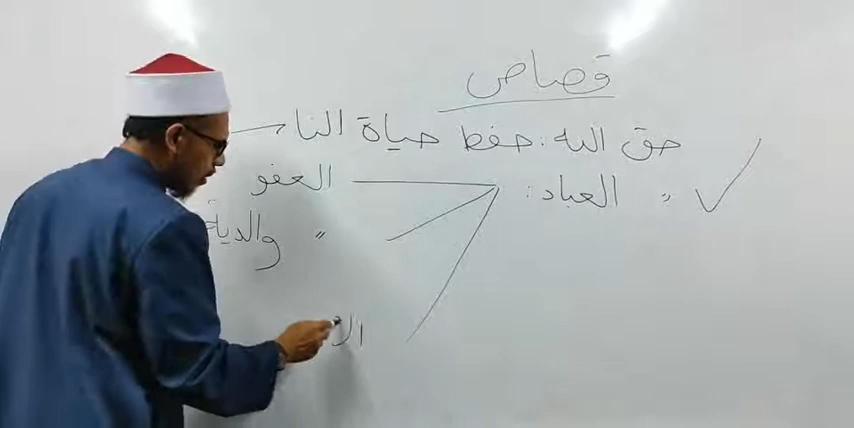 قصاص
حق الله: حفظ حياة النا
〃 العباد:
العفو
〃 والدية
ال